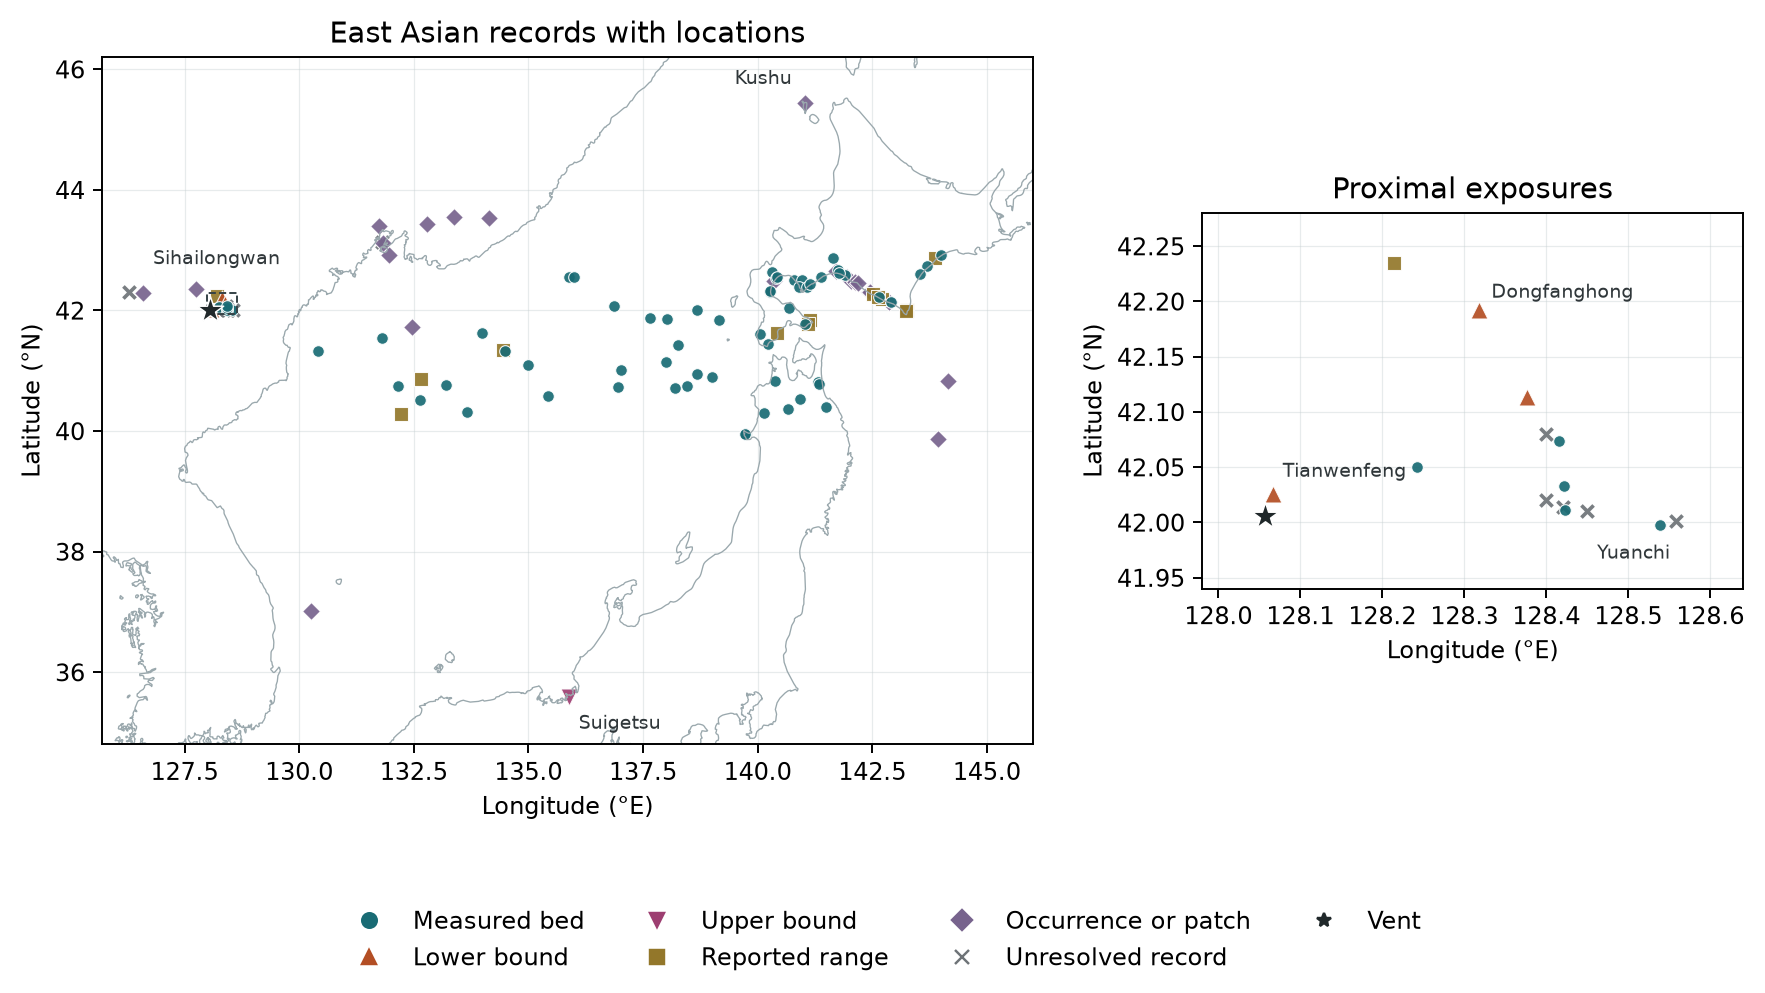 East Asian records with locations
46
44
42
40
38
36
Latitude (°N)
Kushu
Sihailongwan
Suigetsu
127.5 130.0 132.5 135.0 137.5 140.0 142.5 145.0
Longitude (°E)
Proximal exposures
42.25
42.20
42.15
42.10
42.05
42.00
41.95
Latitude (°N)
Dongfanghong
Tianwenfeng
Yuanchi
128.0 128.1 128.2 128.3 128.4 128.5 128.6
Longitude (°E)
Measured bed Upper bound Occurrence or patch Vent
Lower bound Reported range Unresolved record